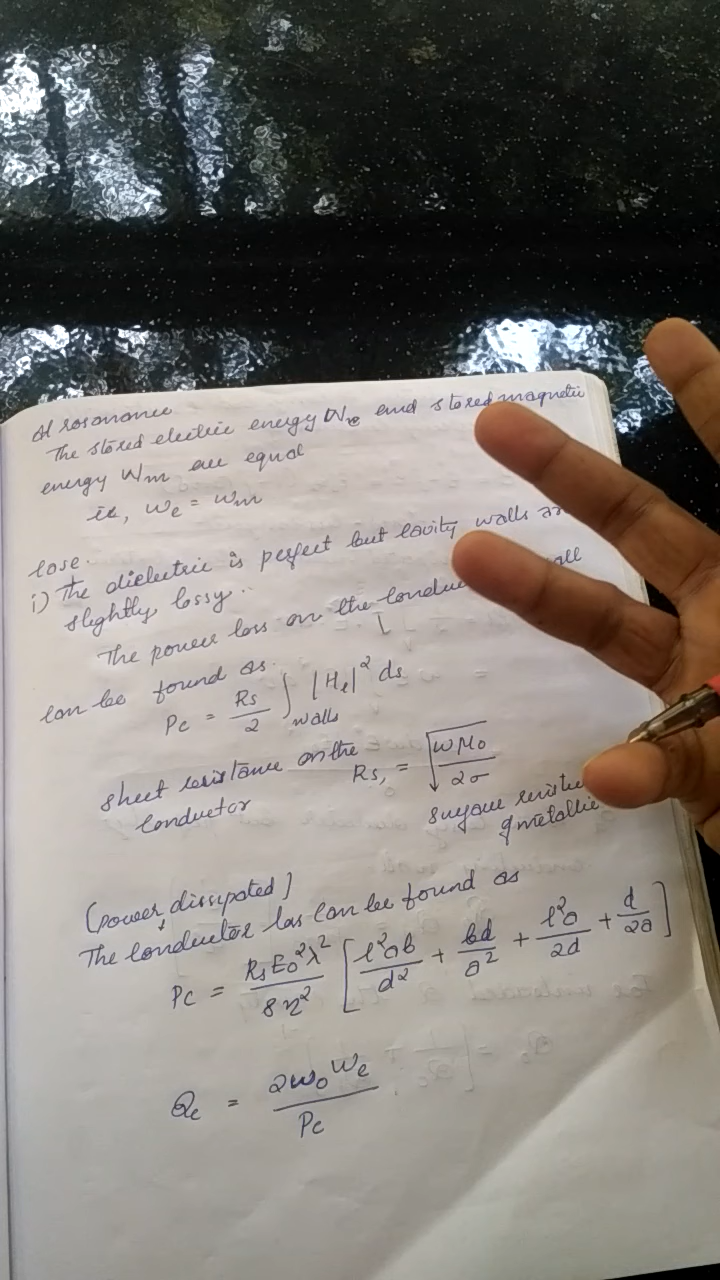 At resonance
The stored electric energy We and stored magnetic
energy Wm are equal
ie, We = Wm
Case.
i) The dielectric is perfect but cavity walls
slightly lossy.
The power loss on the
can be found as.
Pc = Rs/2 ∫walls |Ht|² ds
sheet resistance on the conductor
Rs, = √(ωμ0/2σ)
surface
of metallic
(power dissipated)
The conductor loss can be found as
Pc = RsE0²λ²/8η² [l²ab/d² + bd/a² + l²a/2d + d/2a]
Qc = 2ω0We/Pc